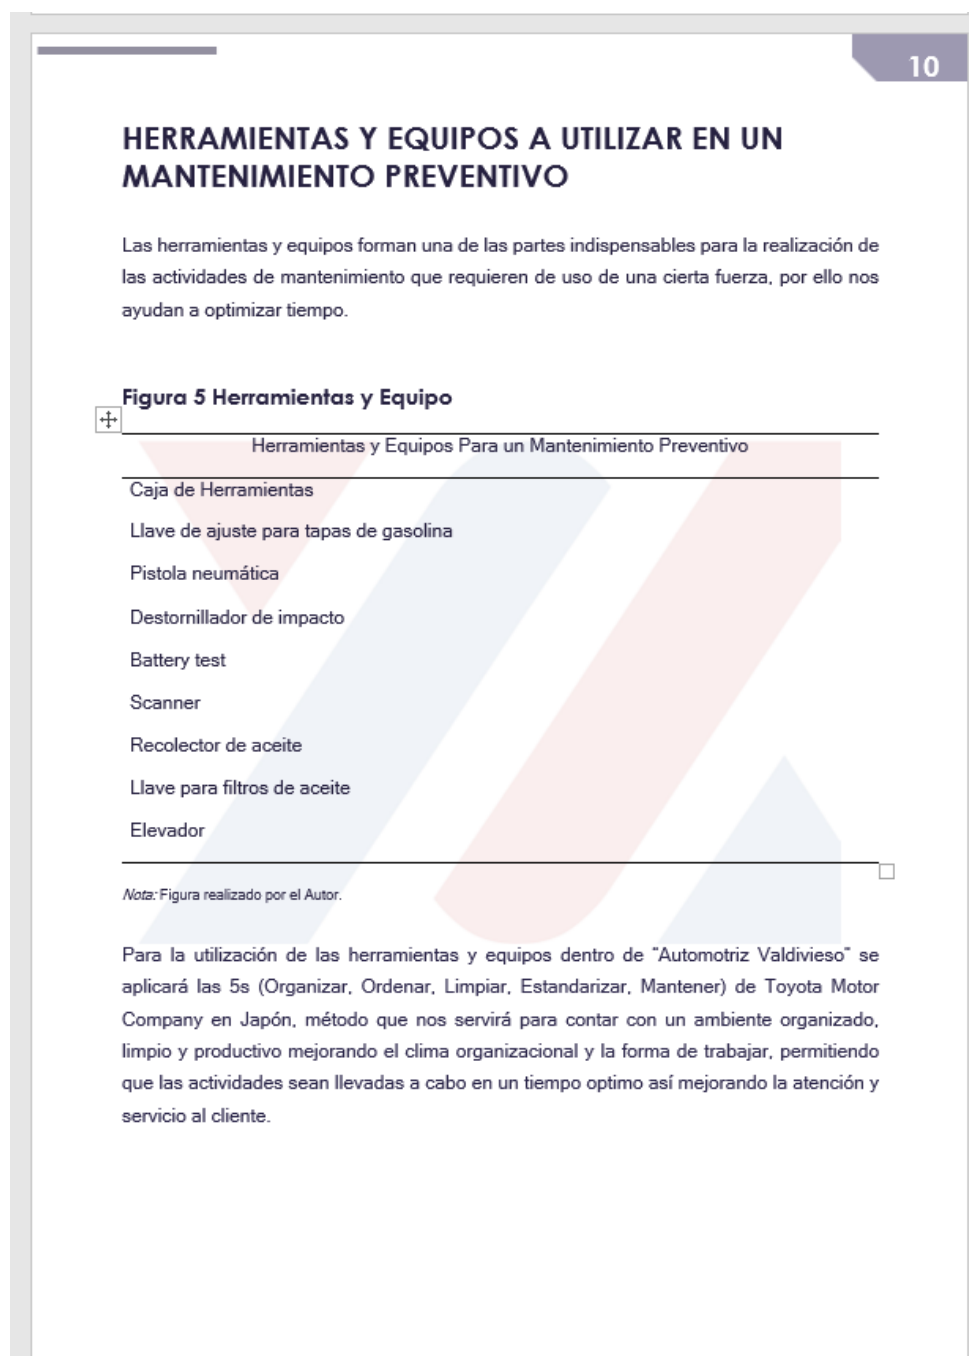 10
HERRAMIENTAS Y EQUIPOS A UTILIZAR EN UN
MANTENIMIENTO PREVENTIVO
Las herramientas y equipos forman una de las partes indispensables para la realización de
las actividades de mantenimiento que requieren de uso de una cierta fuerza, por ello nos
ayudan a optimizar tiempo.
Figura 5 Herramientas y Equipo
Herramientas y Equipos Para un Mantenimiento Preventivo
Caja de Herramientas
Llave de ajuste para tapas de gasolina
Pistola neumática
Destornillador de impacto
Battery test
Scanner
Recolector de aceite
Llave para filtros de aceite
Elevador
Nota: Figura realizado por el Autor.
Para la utilización de las herramientas y equipos dentro de "Automotriz Valdivieso" se
aplicará las 5s (Organizar, Ordenar, Limpiar, Estandarizar, Mantener) de Toyota Motor
Company en Japón, método que nos servirá para contar con un ambiente organizado,
limpio y productivo mejorando el clima organizacional y la forma de trabajar, permitiendo
que las actividades sean llevadas a cabo en un tiempo optimo así mejorando la atención y
servicio al cliente.